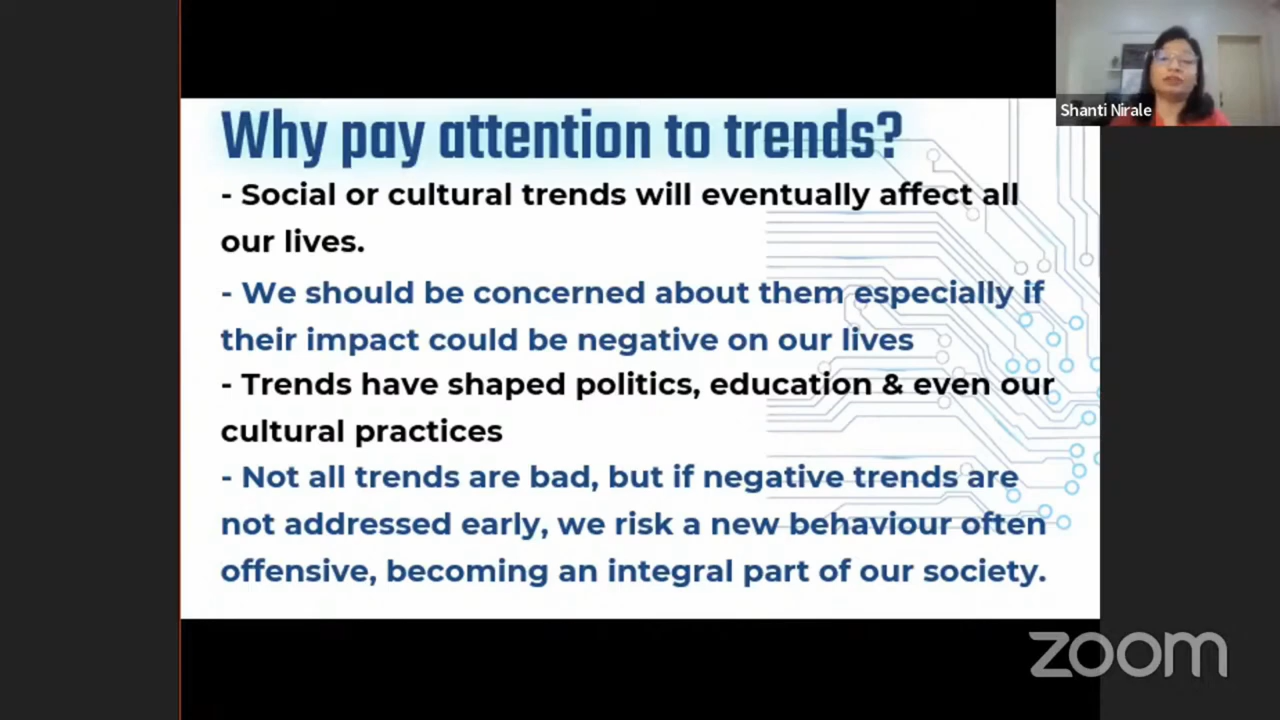 Shanti Nirale
Why pay attention to trends?
- Social or cultural trends will eventually affect all
our lives.
- We should be concerned about them especially if
their impact could be negative on our lives
- Trends have shaped politics, education & even our
cultural practices
- Not all trends are bad, but if negative trends are
not addressed early, we risk a new behaviour often
offensive, becoming an integral part of our society.
zoom